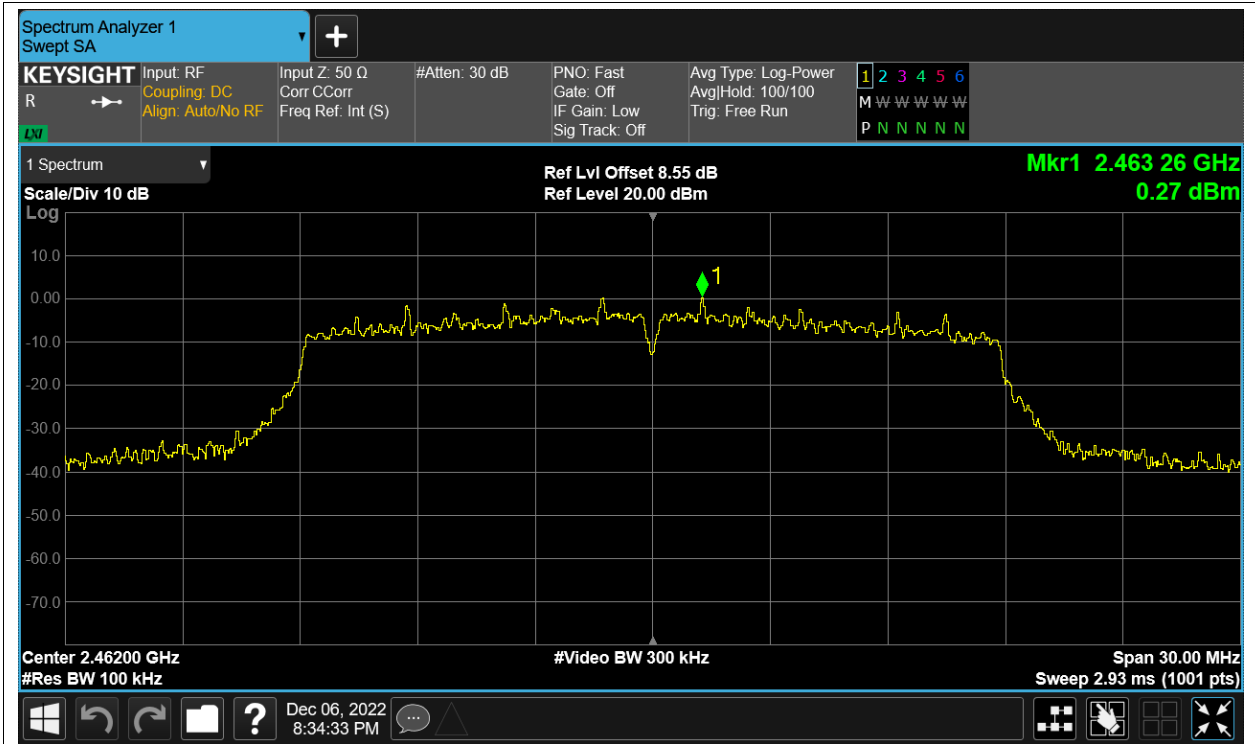 Spectrum Analyzer 1
Swept SA
KEYSIGHT
R
LXI
Input: RF
Coupling: DC
Align: Auto/No RF
Input Z: 50 Ω
Corr CCorr
Freq Ref: Int (S)
#Atten: 30 dB
PNO: Fast
Gate: Off
IF Gain: Low
Sig Track: Off
Avg Type: Log-Power
Avg|Hold: 100/100
Trig: Free Run
1 2 3 4 5 6
M W W W W W
P N N N N N
1 Spectrum
Scale/Div 10 dB
Ref Lvl Offset 8.55 dB
Ref Level 20.00 dBm
Mkr1 2.463 26 GHz
0.27 dBm
Log
10.0
0.00
-10.0
-20.0
-30.0
-40.0
-50.0
-60.0
-70.0
1
Center 2.46200 GHz
#Video BW 300 kHz
Span 30.00 MHz
#Res BW 100 kHz
Sweep 2.93 ms (1001 pts)
?
Dec 06, 2022
8:34:33 PM